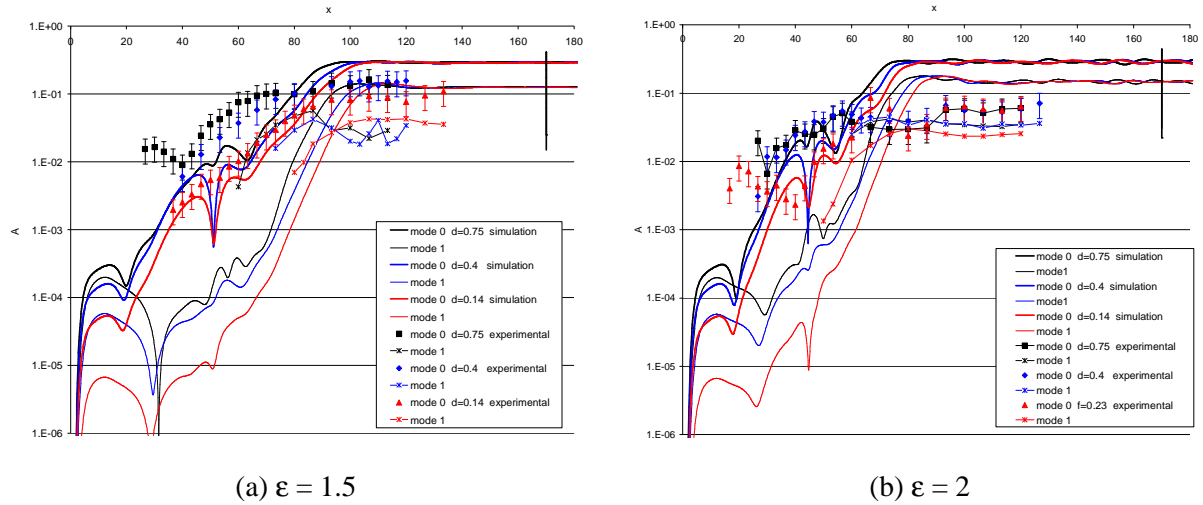 x
0 20 40 60 80 100 120 140 160 180
1.E+00
1.E-01
1.E-02
1.E-03
1.E-04
1.E-05
1.E-06
A
mode 0 d=0.75 simulation
mode 1
mode 0 d=0.4 simulation
mode 1
mode 0 d=0.14 simulation
mode 1
mode 0 d=0.75 experimental
mode 1
mode 0 d=0.4 experimental
mode 1
mode 0 d=0.14 experimental
mode 1
(a) ε = 1.5
x
0 20 40 60 80 100 120 140 160 180
1.E+00
1.E-01
1.E-02
1.E-03
1.E-04
1.E-05
1.E-06
A
mode 0 d=0.75 simulation
mode1
mode 0 d=0.4 simulation
mode 1
mode 0 d=0.14 simulation
mode 1
mode 0 d=0.75 experimental
mode 1
mode 0 d=0.4 experimental
mode 1
mode 0 f=0.23 experimental
mode 1
(b) ε = 2